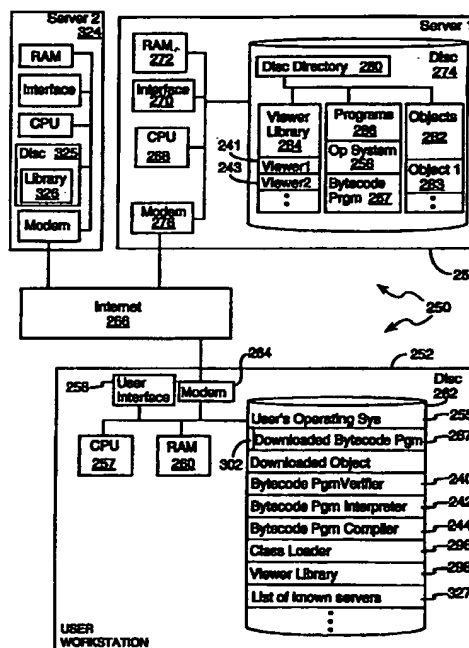 Server 2
324
RAM
Interface
CPU
Disc 325
Library
326
Modem
Server 1
RAM
272
Interface
270
CPU
268
Modem
278
Disc
274
Disc Directory 280
Viewer
Library
284
Viewer1
Viewer2
241
243
Programs
286
Op System
256
Bytecode
Prgm 267
Objects
282
Object 1
283
Internet
266
250
252
258
User
Interface
Modem
264
CPU
257
RAM
260
302
Disc
262
User's Operating Sys
Downloaded Bytecode Pgm
267
Downloaded Object
Bytecode PgmVerifier
240
Bytecode Pgm Interpreter
242
Bytecode Pgm Compiler
244
Class Loader
296
Viewer Library
298
List of known servers
327
USER
WORKSTATION